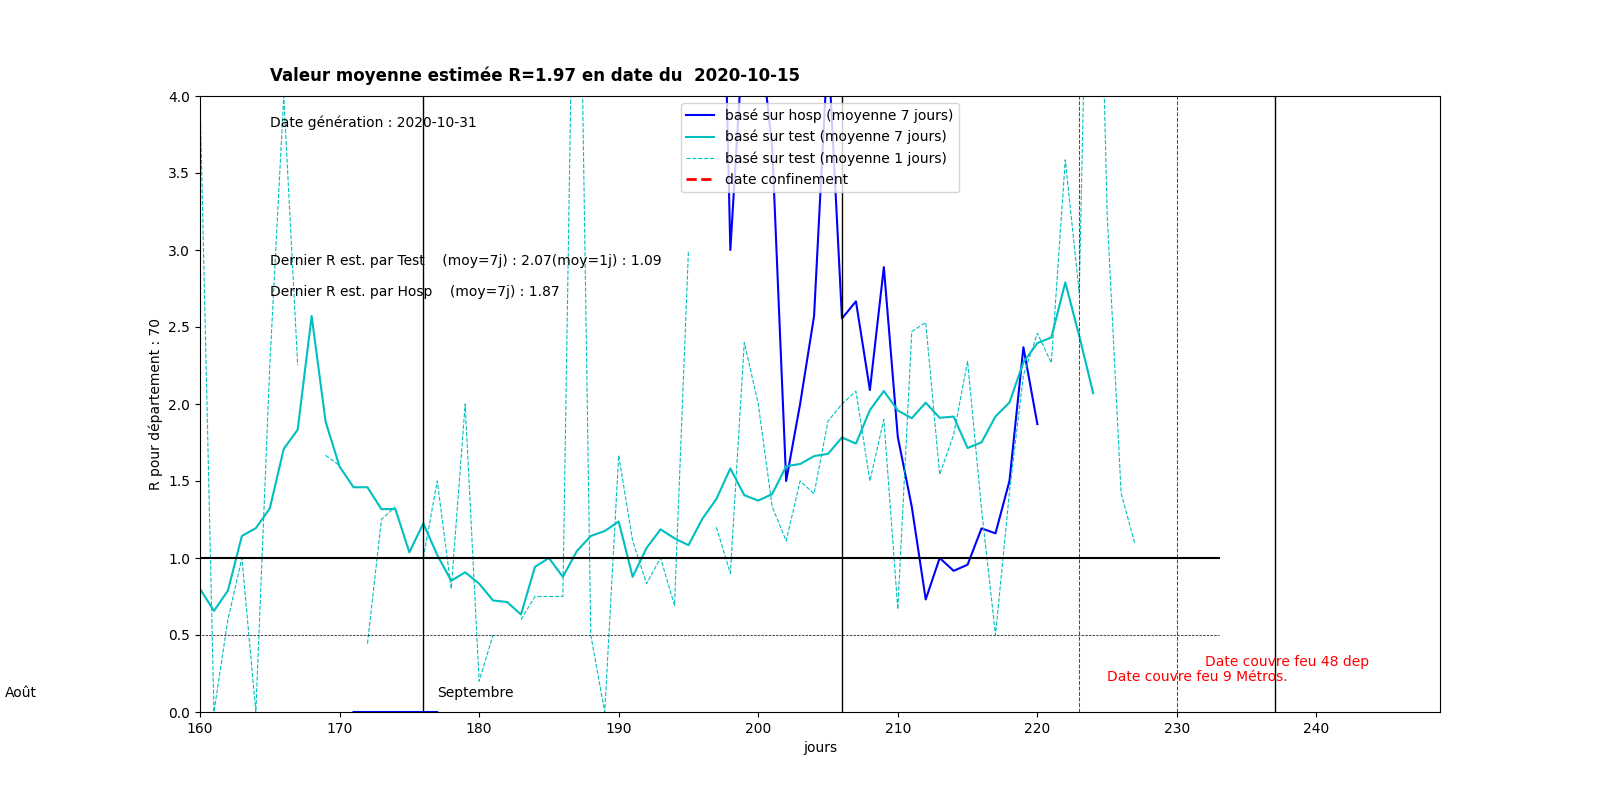 Valeur moyenne estimée R=1.97 en date du  2020-10-15
4.0
3.5
3.0
2.5
2.0
1.5
1.0
0.5
0.0
R pour département : 70
Date génération : 2020-10-31
basé sur hosp (moyenne 7 jours)
basé sur test (moyenne 7 jours)
basé sur test (moyenne 1 jours)
date confinement
Dernier R est. par Test    (moy=7j) : 2.07(moy=1j) : 1.09
Dernier R est. par Hosp    (moy=7j) : 1.87
Date couvre feu 48 dep
Date couvre feu 9 Métros.
Août
Septembre
160 170 180 190 200 210 220 230 240
jours